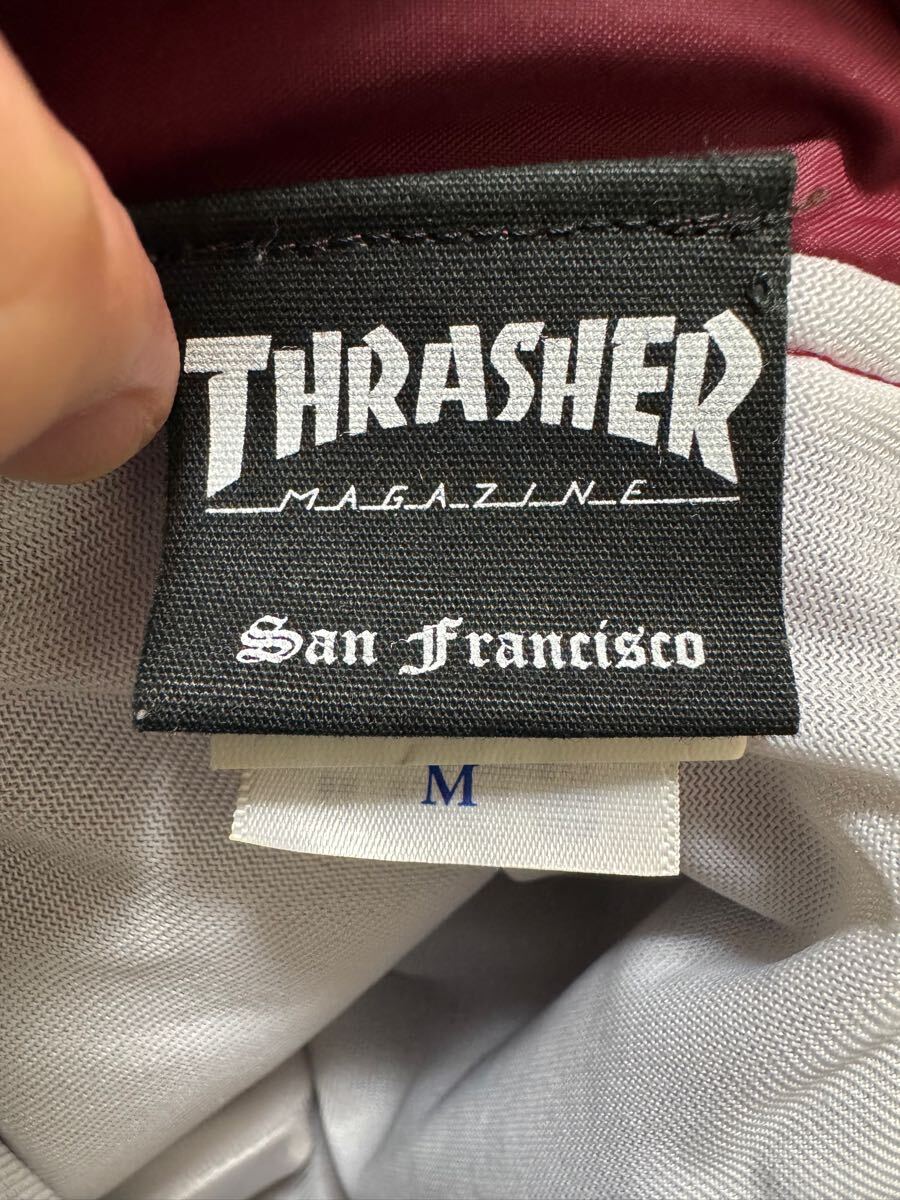 THRASHER
MAGAZINE
San Francisco
M